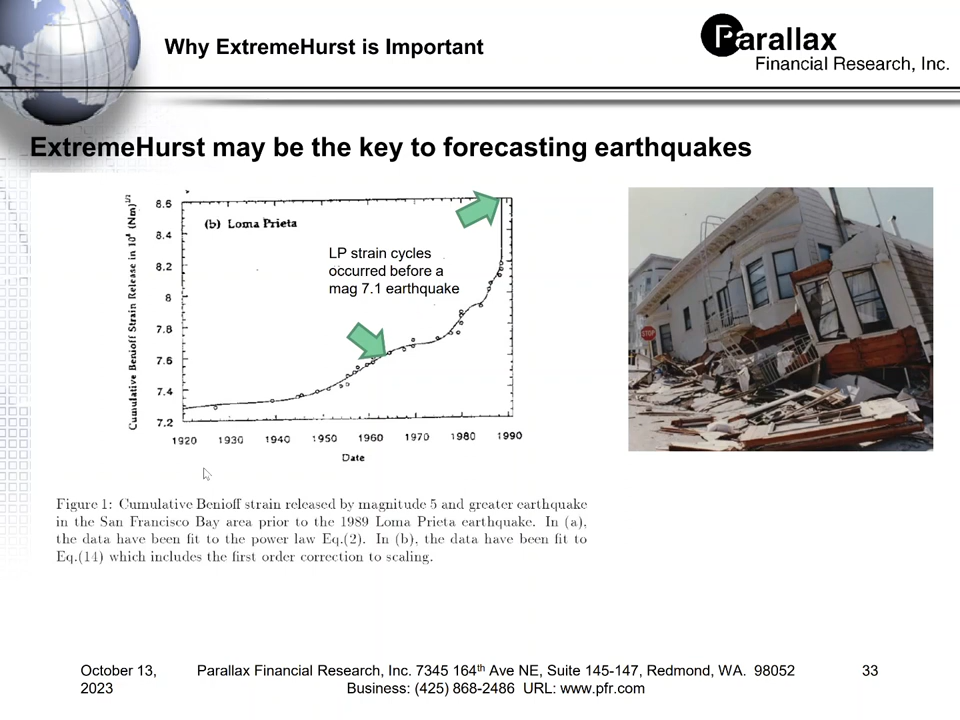 Why ExtremeHurst is Important
Parallax
Financial Research, Inc.
ExtremeHurst may be the key to forecasting earthquakes
Cumulative Benioff Strain Release in 10⁸ (Nm)¹/²
8.6
8.4
8.2
8
7.8
7.6
7.4
7.2
(b) Loma Prieta
LP strain cycles
occurred before a
mag 7.1 earthquake
1920 1930 1940 1950 1960 1970 1980 1990
Date
STOP
Figure 1: Cumulative Benioff strain released by magnitude 5 and greater earthquake
in the San Francisco Bay area prior to the 1989 Loma Prieta earthquake. In (a),
the data have been fit to the power law Eq.(2). In (b), the data have been fit to
Eq.(14) which includes the first order correction to scaling.
October 13,
2023
Parallax Financial Research, Inc. 7345 164th Ave NE, Suite 145-147, Redmond, WA. 98052
Business: (425) 868-2486 URL: www.pfr.com
33